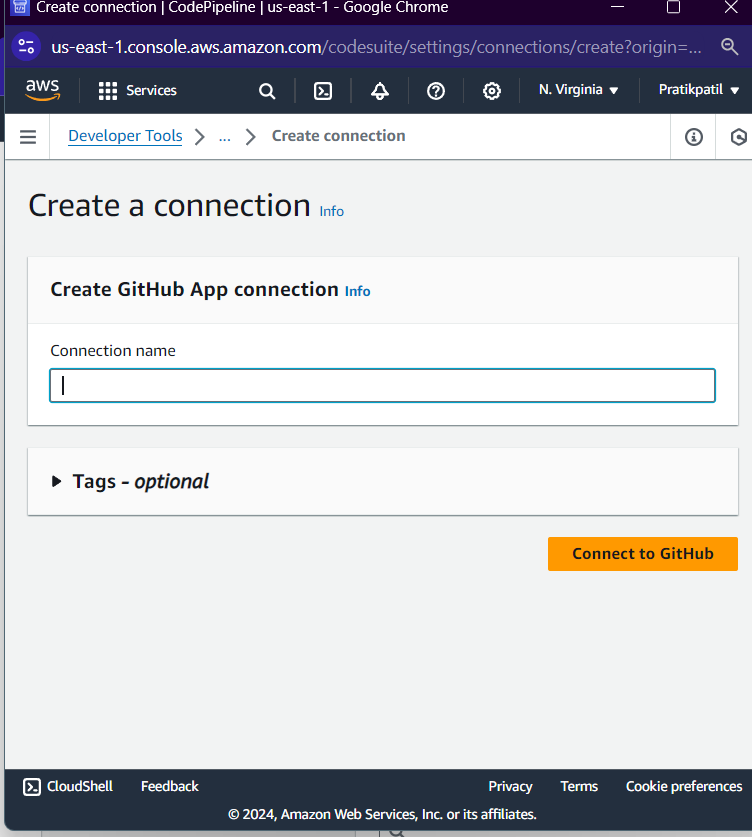 Create connection | CodePipeline | us-east-1 - Google Chrome
us-east-1.console.aws.amazon.com/codesuite/settings/connections/create?origin=...
aws Services N. Virginia ▼ Pratikpatil ▼
Developer Tools > ... > Create connection
Create a connection Info
Create GitHub App connection Info
Connection name
Tags - optional
Connect to GitHub
CloudShell Feedback Privacy Terms Cookie preferences
© 2024, Amazon Web Services, Inc. or its affiliates.